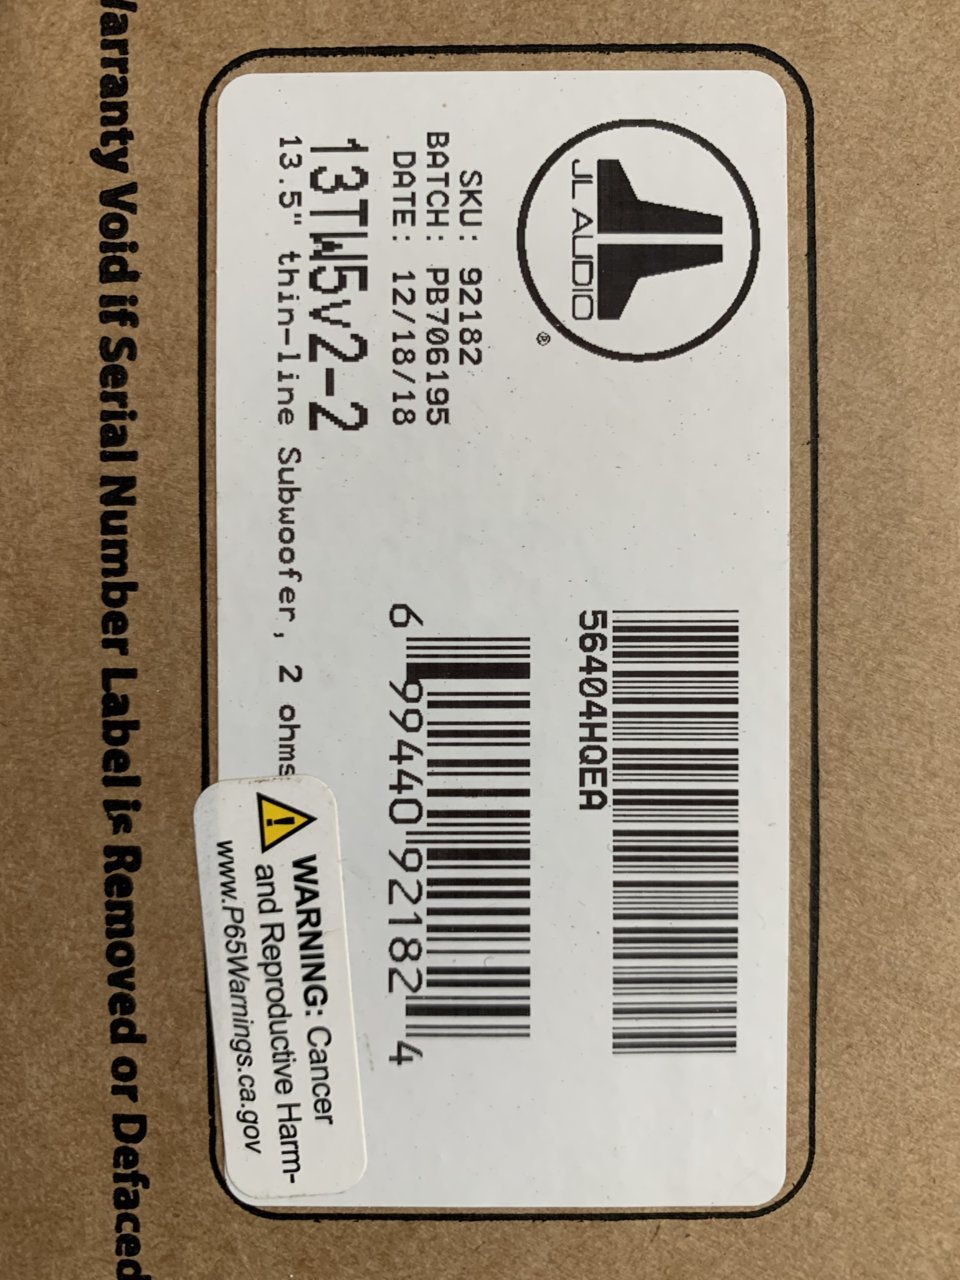 JL AUDIO
®
SKU: 92182
BATCH: PB706195
DATE: 12/18/18
13TW5v2-2
13.5" thin-line Subwoofer, 2 ohms
56404HQEA
6 99440 92182 4
WARNING: Cancer
and Reproductive Harm-
www.P65Warnings.ca.gov
Warranty Void if Serial Number Label is Removed or Defaced